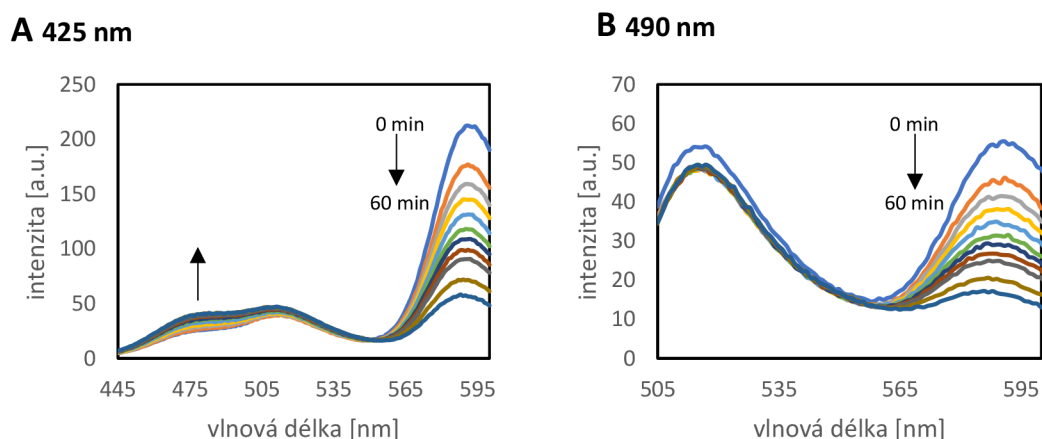 A 425 nm
250
200
150
100
50
0
intenzita [a.u.]
0 min
60 min
445 475 505 535 565 595
vlnová délka [nm]
B 490 nm
70
60
50
40
30
20
10
0
intenzita [a.u.]
0 min
60 min
505 535 565 595
vlnová délka [nm]